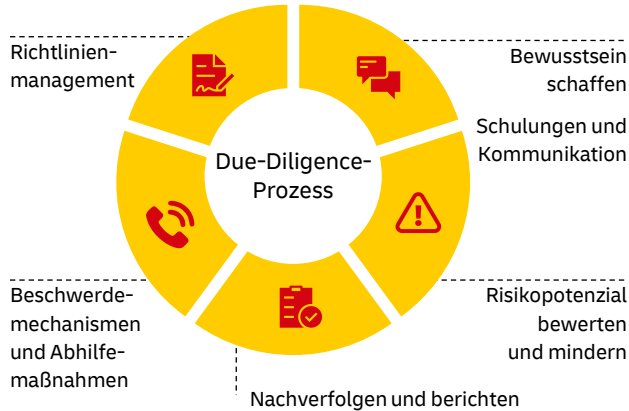 Richtlinien-
management
Bewusstsein
schaffen
Schulungen und
Kommunikation
Due-Diligence-
Prozess
Beschwerde-
mechanismen
und Abhilfe-
maßnahmen
Risikopotenzial
bewerten
und mindern
Nachverfolgen und berichten